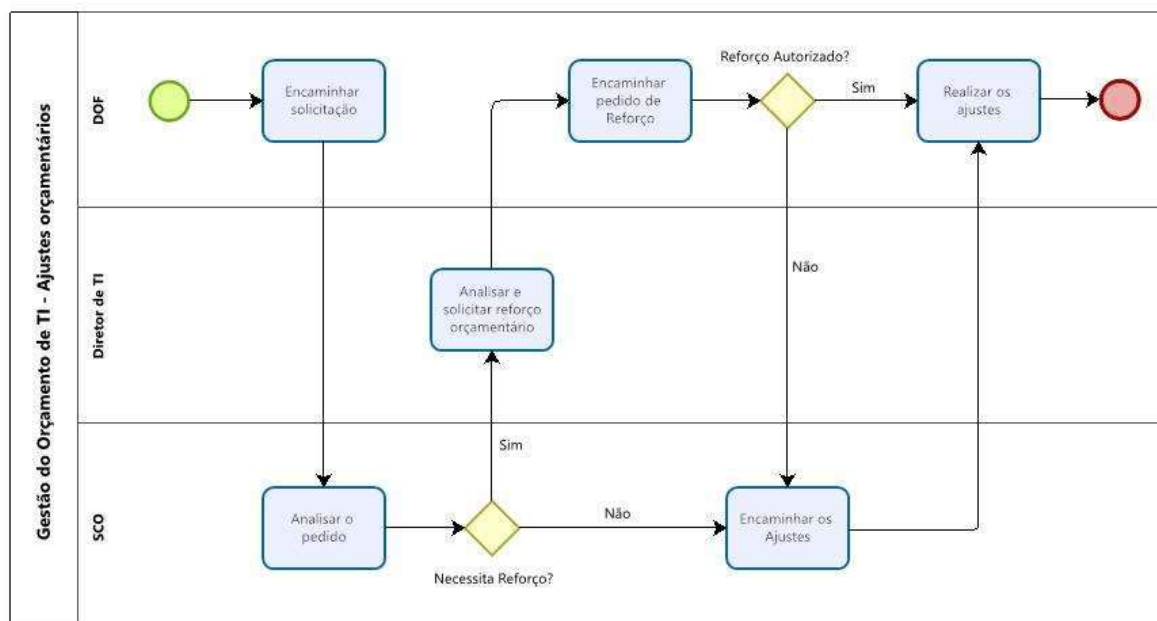 Gestão do Orçamento de TI - Ajustes orçamentários
DOF
Encaminhar
solicitação
Encaminhar
pedido de
Reforço
Reforço Autorizado?
Sim
Realizar os
ajustes
Não
Diretor de TI
Analisar e
solicitar reforço
orçamentário
Sim
SCO
Analisar o
pedido
Necessita Reforço?
Não
Encaminhar os
Ajustes